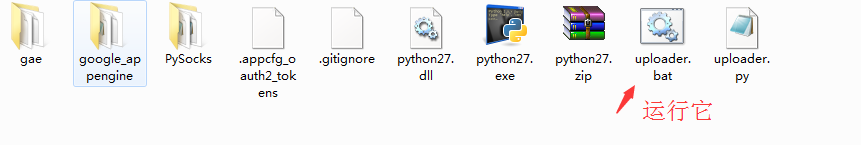 gae
google_ap
pengine
PySocks
.appcfg_o
auth2_tok
ens
.gitignore
python27.
dll
python27.
exe
python27.
zip
uploader.
bat
uploader.
py
运行它